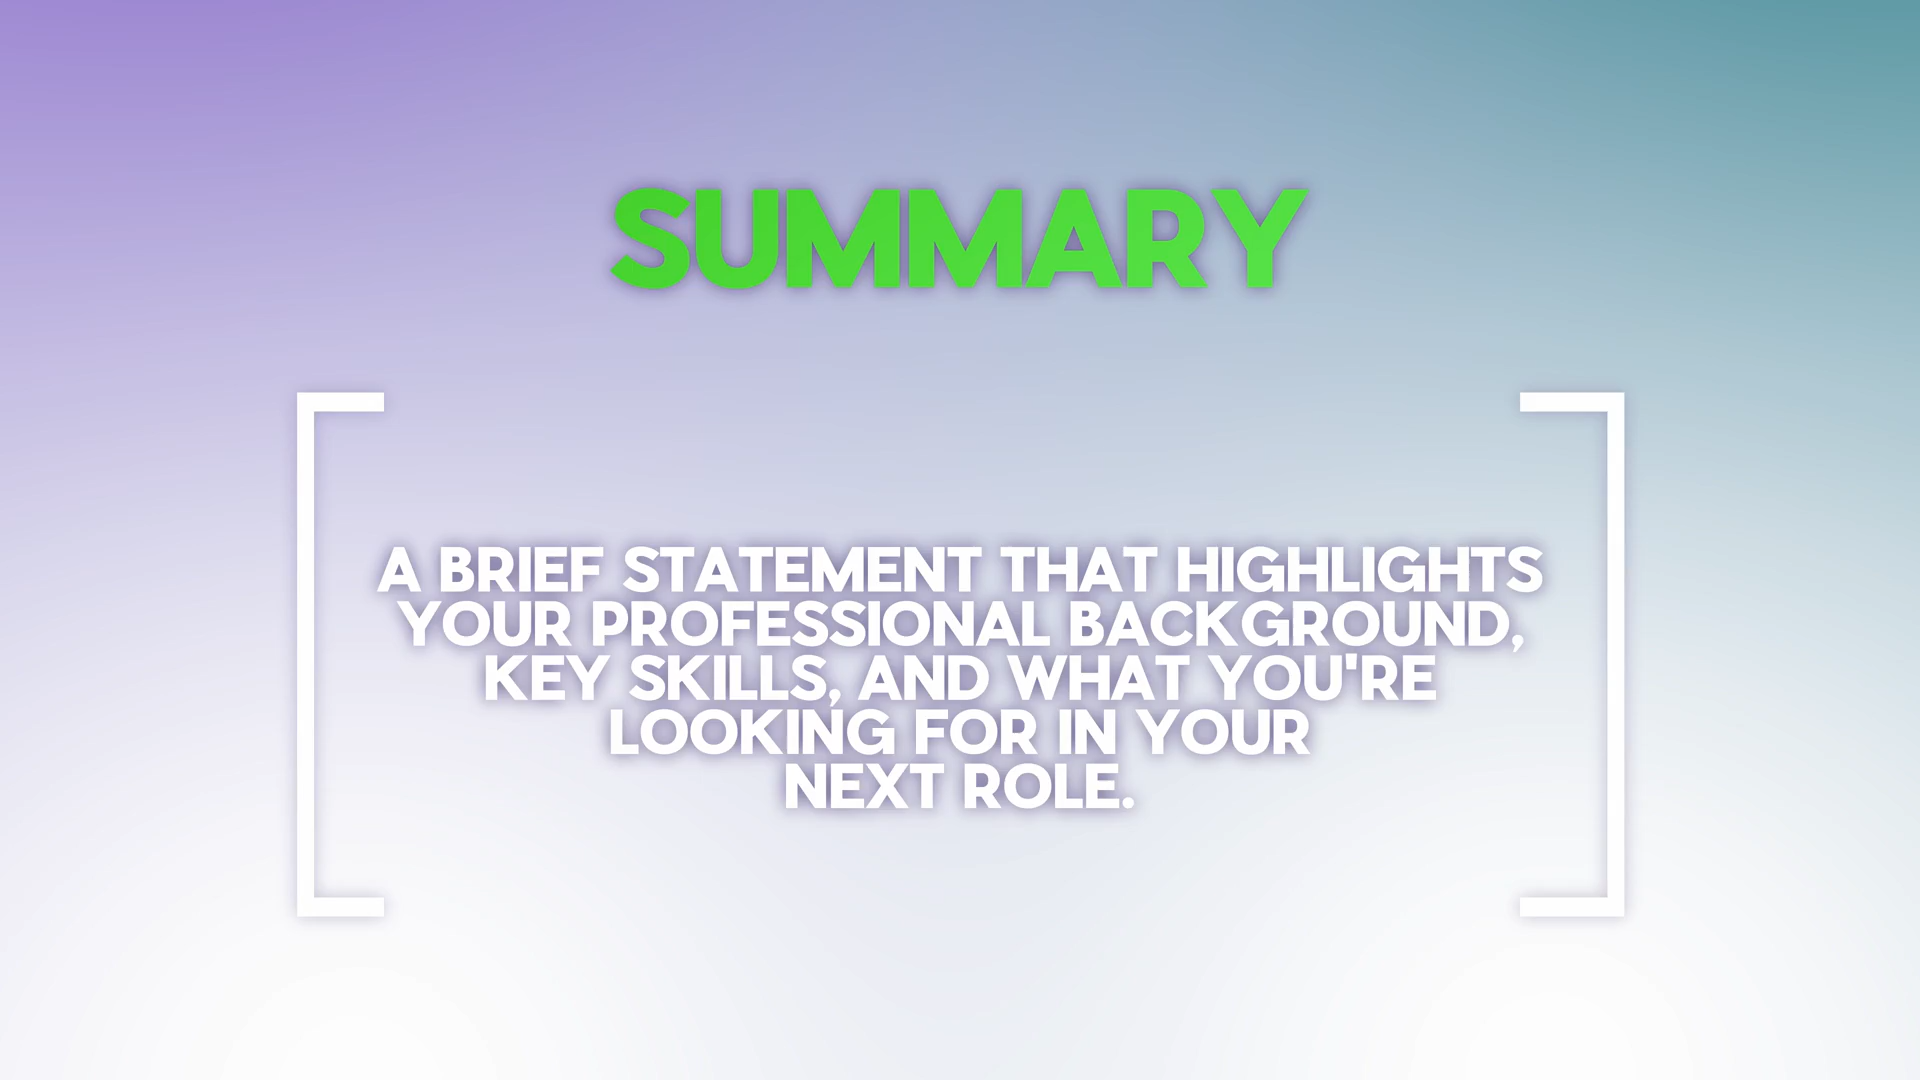 SUMMARY
A BRIEF STATEMENT THAT HIGHLIGHTS
YOUR PROFESSIONAL BACKGROUND,
KEY SKILLS, AND WHAT YOU'RE
LOOKING FOR IN YOUR
NEXT ROLE.